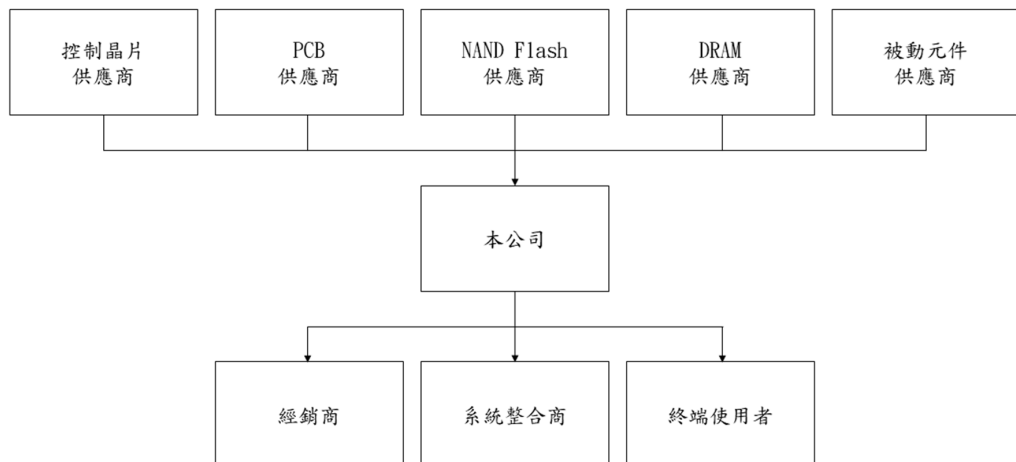 控制晶片
供應商
PCB
供應商
NAND Flash
供應商
DRAM
供應商
被動元件
供應商
本公司
經銷商
系統整合商
終端使用者